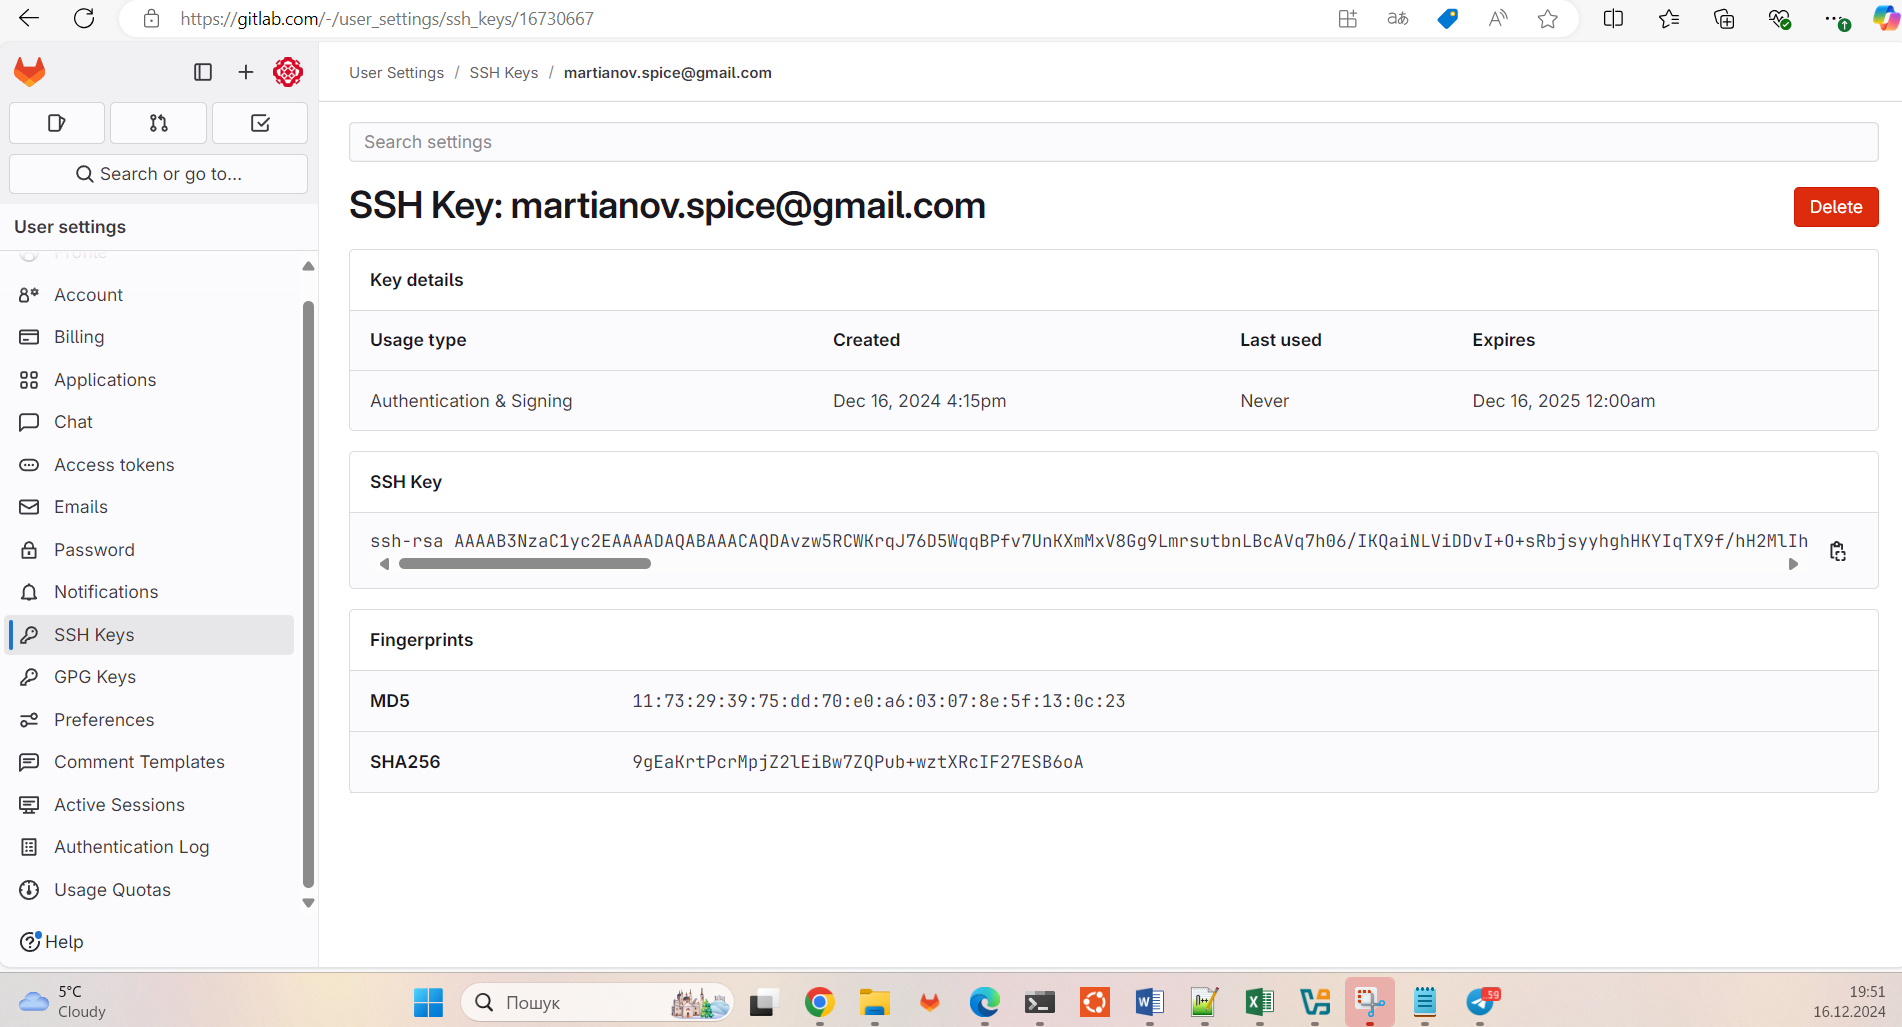 https://gitlab.com/-/user_settings/ssh_keys/16730667
User Settings / SSH Keys / martianov.spice@gmail.com
Search or go to...
User settings
Profile
Account
Billing
Applications
Chat
Access tokens
Emails
Password
Notifications
SSH Keys
GPG Keys
Preferences
Comment Templates
Active Sessions
Authentication Log
Usage Quotas
Help
Search settings
SSH Key: martianov.spice@gmail.com
Delete
Key details
Usage type Created Last used Expires
Authentication & Signing Dec 16, 2024 4:15pm Never Dec 16, 2025 12:00am
SSH Key
ssh-rsa AAAAB3NzaC1yc2EAAAADAQABAAACAQDAvzw5RCWKrqJ76D5WqqBPfv7UnKXmMxV8Gg9LmrsutbnLBcAVq7h06/IKQaiNLViDDvI+O+sRbjsyyhghHKYIqTX9f/hH2MlIh
Fingerprints
MD5 11:73:29:39:75:dd:70:e0:a6:03:07:8e:5f:13:0c:23
SHA256 9gEaKrtPcrMpjZ2lEiBw7ZQPub+wztXRcIF27ESB6oA
5°C
Cloudy
Пошук
59
19:51
16.12.2024